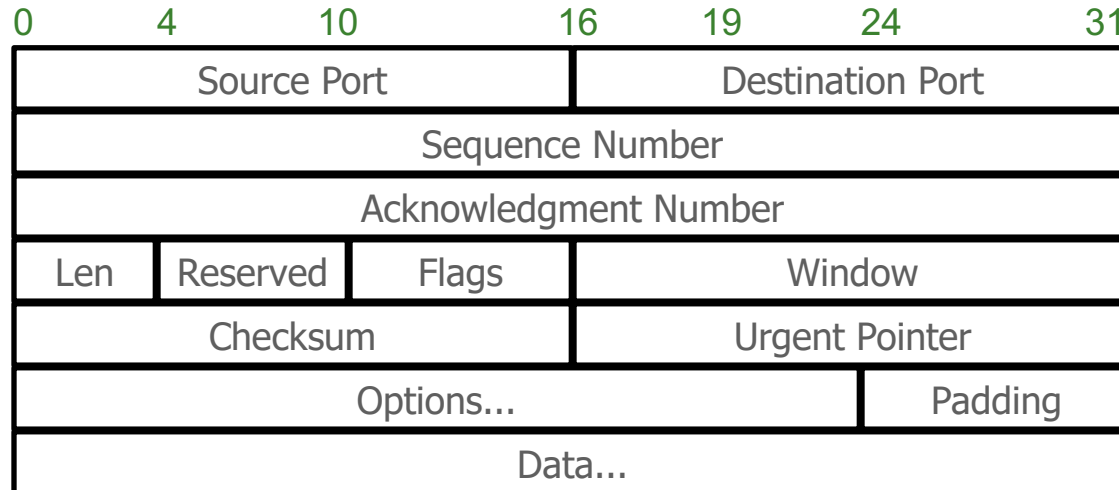 0 4 10 16 19 24 31
Source Port Destination Port
Sequence Number
Acknowledgment Number
Len Reserved Flags Window
Checksum Urgent Pointer
Options... Padding
Data...